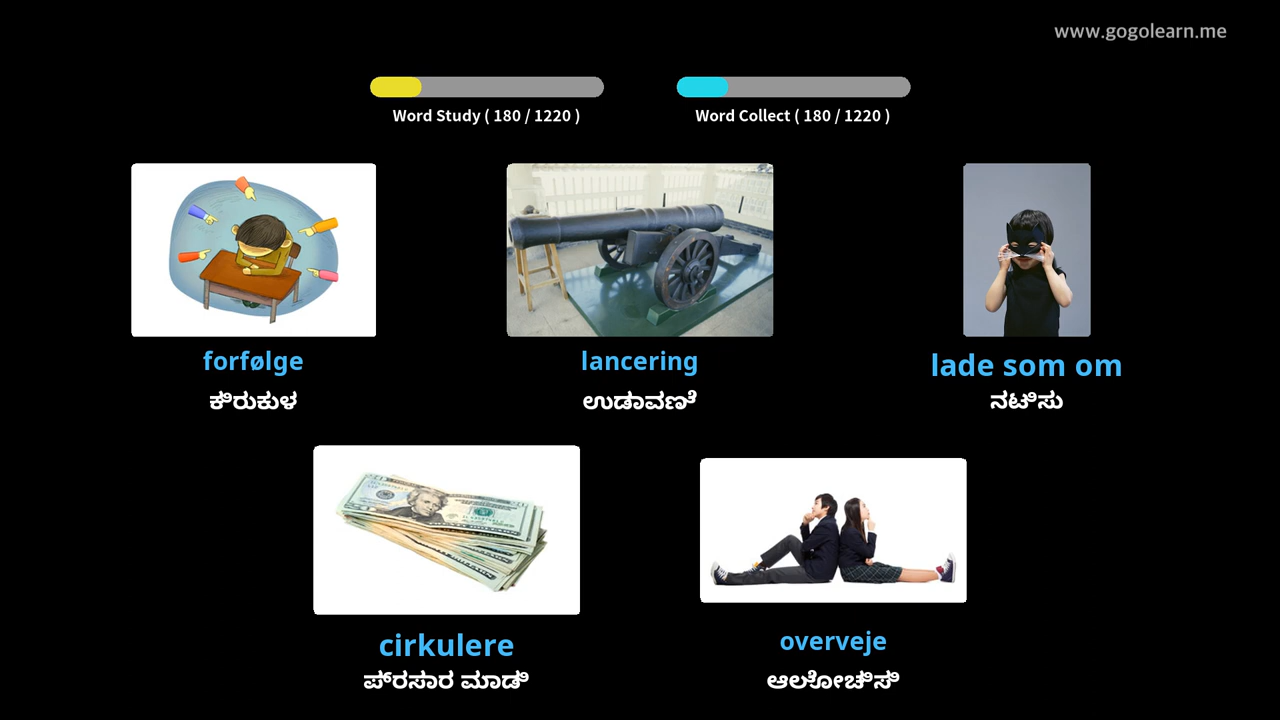 www.gogolearn.me
Word Study ( 180 / 1220 )
Word Collect ( 180 / 1220 )
forfølge
ಕಿರುಕುಳ
lancering
ಉಡಾವಣೆ
lade som om
ನಟಿಸು
cirkulere
ಪ್ರಸಾರ ಮಾಡಿ
overveje
ಆಲೋಚಿಸಿ